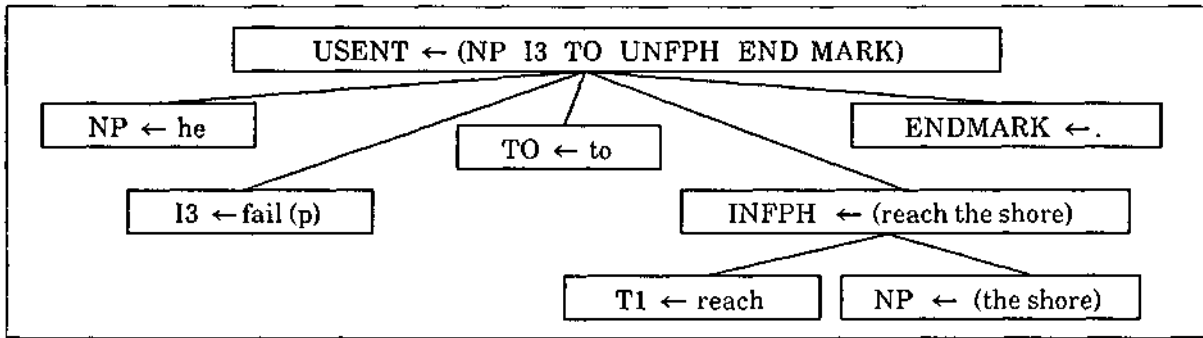 USENT ← (NP I3 TO UNFPH END MARK)
NP ← he
TO ← to
ENDMARK ← .
I3 ← fail (p)
INFPH ← (reach the shore)
T1 ← reach
NP ← (the shore)